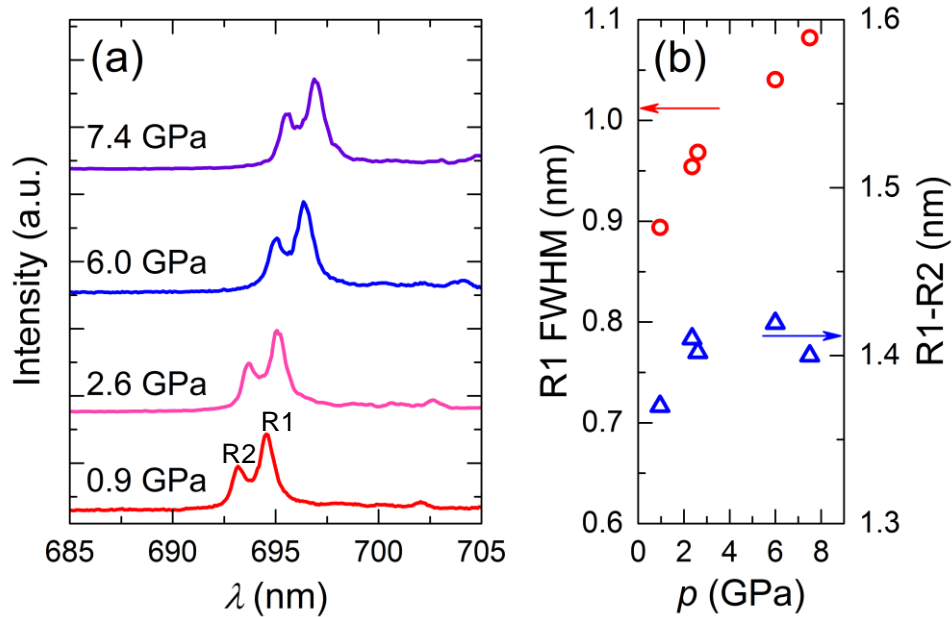 (a)
7.4 GPa
6.0 GPa
2.6 GPa
R2 R1
0.9 GPa
Intensity (a.u.)
685 690 695 700 705
λ (nm)
(b)
1.1
1.0
0.9
0.8
0.7
0.6
R1 FWHM (nm)
0 2 4 6 8
p (GPa)
1.6
1.5
1.4
1.3
R1-R2 (nm)